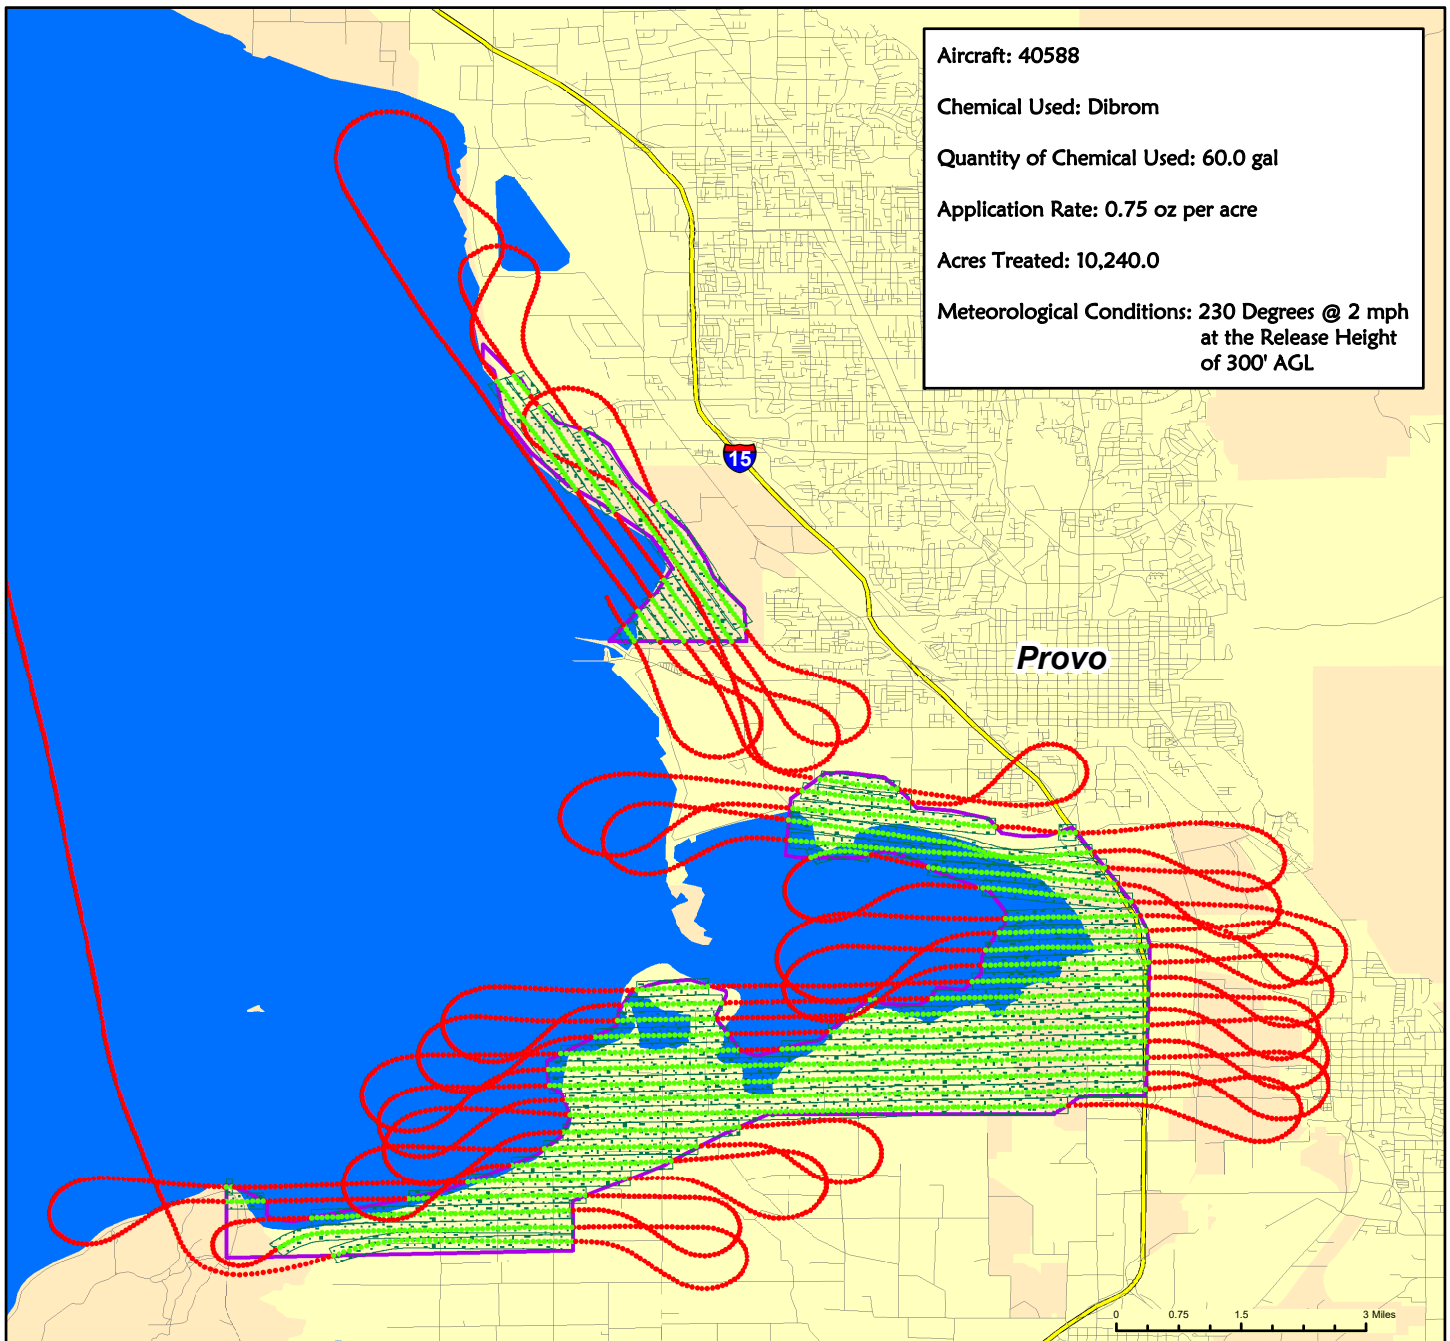 Aircraft: 40588
Chemical Used: Dibrom
Quantity of Chemical Used: 60.0 gal
Application Rate: 0.75 oz per acre
Acres Treated: 10,240.0
Meteorological Conditions: 230 Degrees @ 2 mph
at the Release Height
of 300' AGL
15
Provo
0 0.75 1.5 3 Miles